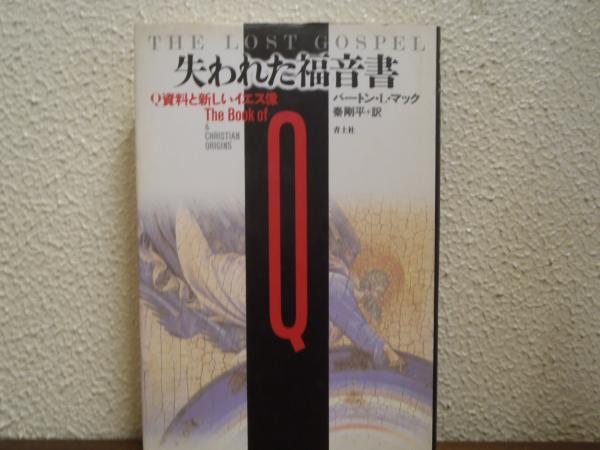 THE LOST GOSPEL
失われた福音書
Q資料と新しいイエス像
The Book of
Q
&
CHRISTIAN
ORIGINS
バートン・L・マック
秦剛平+訳
青土社